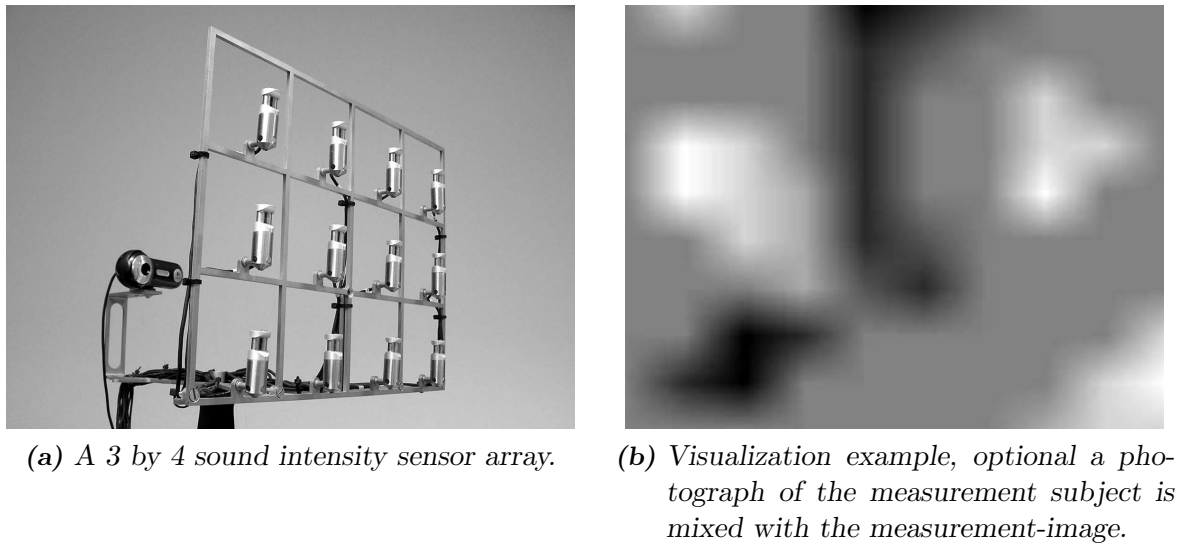 (a) A 3 by 4 sound intensity sensor array.
(b) Visualization example, optional a pho-
tograph of the measurement subject is
mixed with the measurement-image.